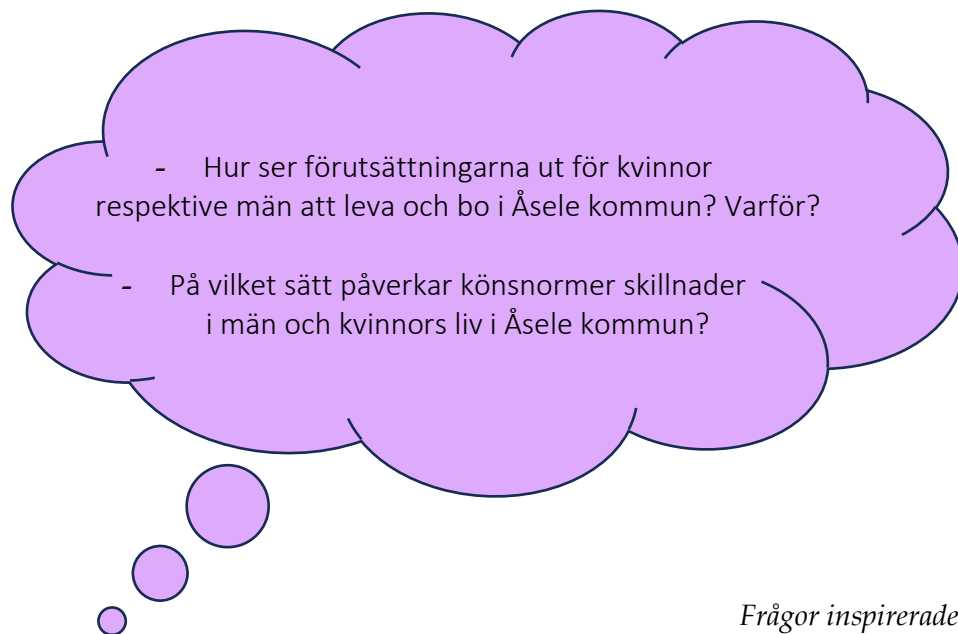 - Hur ser förutsättningarna ut för kvinnor
respektive män att leva och bo i Åsele kommun? Varför?
- På vilket sätt påverkar könsnormer skillnader
i män och kvinnors liv i Åsele kommun?
Frågor inspirerade